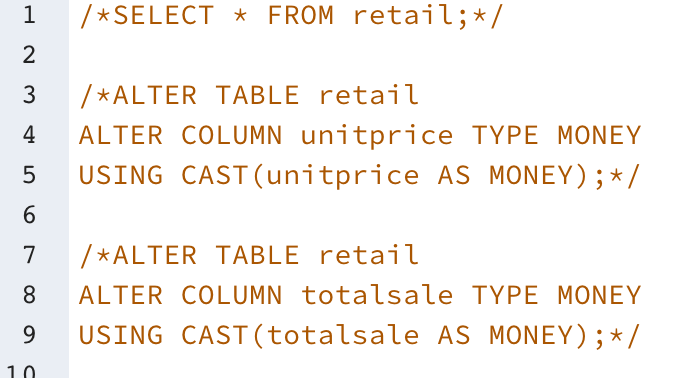 1 /*SELECT * FROM retail;*/
2
3 /*ALTER TABLE retail
4 ALTER COLUMN unitprice TYPE MONEY
5 USING CAST(unitprice AS MONEY);*/
6
7 /*ALTER TABLE retail
8 ALTER COLUMN totalsale TYPE MONEY
9 USING CAST(totalsale AS MONEY);*/
10